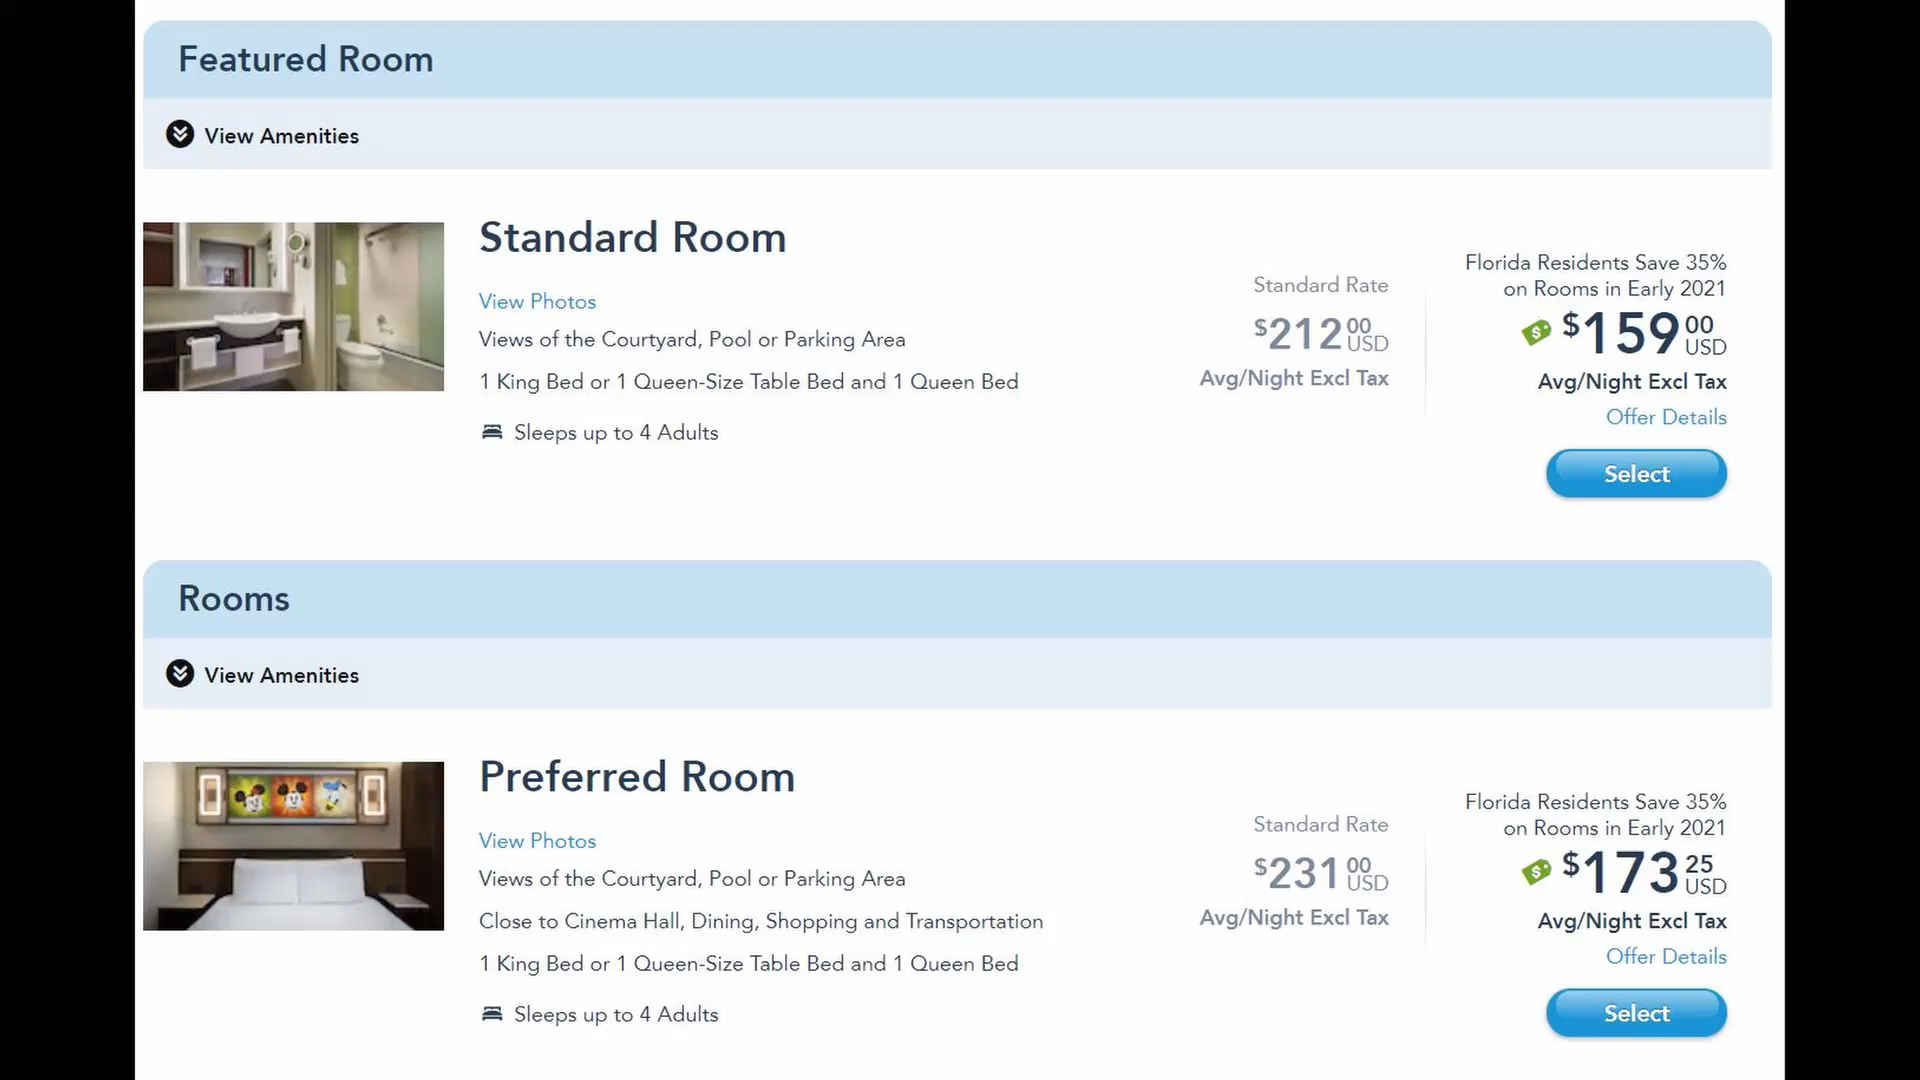 Featured Room
View Amenities
Standard Room
View Photos
Views of the Courtyard, Pool or Parking Area
1 King Bed or 1 Queen-Size Table Bed and 1 Queen Bed
Sleeps up to 4 Adults
Standard Rate
$212 00 USD
Avg/Night Excl Tax
Florida Residents Save 35%
on Rooms in Early 2021
$ $159 00 USD
Avg/Night Excl Tax
Offer Details
Select
Rooms
View Amenities
Preferred Room
View Photos
Views of the Courtyard, Pool or Parking Area
Close to Cinema Hall, Dining, Shopping and Transportation
1 King Bed or 1 Queen-Size Table Bed and 1 Queen Bed
Sleeps up to 4 Adults
Standard Rate
$231 00 USD
Avg/Night Excl Tax
Florida Residents Save 35%
on Rooms in Early 2021
$ $173 25 USD
Avg/Night Excl Tax
Offer Details
Select